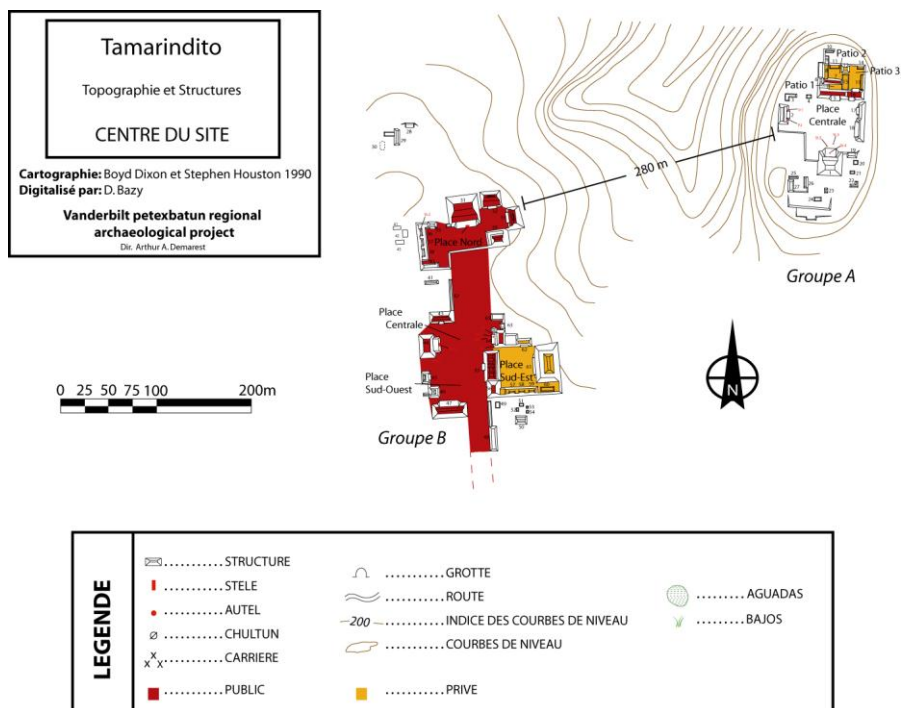 Tamarindito
Topographie et Structures
CENTRE DU SITE
Cartographie: Boyd Dixon et Stephen Houston 1990
Digitalisé par: D. Bazy
Vanderbilt petexbatun regional
archaeological project
Dir. Arthur A. Demarest
Patio 2
Patio 3
Patio 1
Place
Centrale
280 m
Groupe A
Place Nord
Place
Centrale
Place
Sud-Est
Place
Sud-Ouest
Groupe B
N
0 25 50 75 100 200m
LEGENDE
STRUCTURE
STELE
AUTEL
CHULTUN
CARRIERE
PUBLIC
GROTTE
ROUTE
200 INDICE DES COURBES DE NIVEAU
COURBES DE NIVEAU
PRIVE
AGUADAS
BAJOS